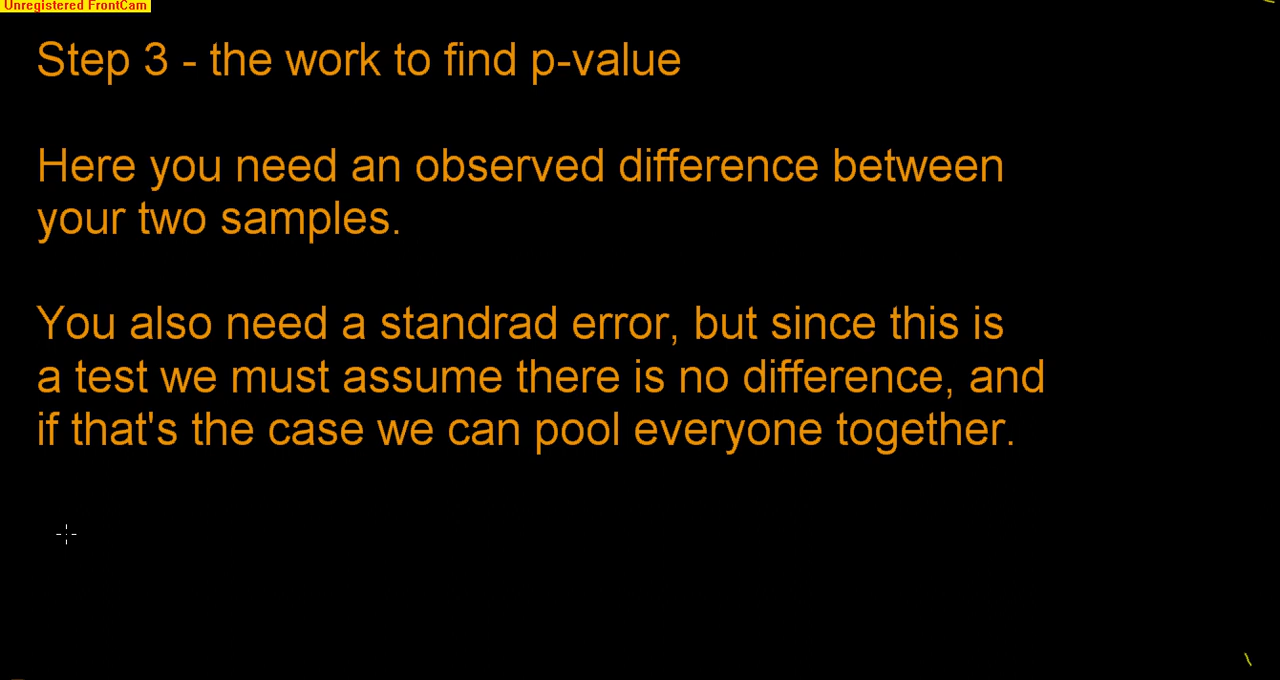 Unregistered FrontCam
Step 3 - the work to find p-value
Here you need an observed difference between
your two samples.
You also need a standrad error, but since this is
a test we must assume there is no difference, and
if that's the case we can pool everyone together.